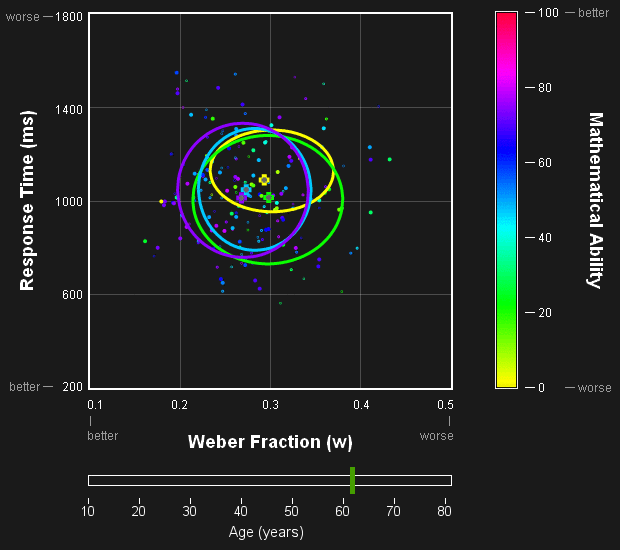 worse
1800
1400
1000
600
200
better
Response Time (ms)
0.1 0.2 0.3 0.4 0.5
better worse
Weber Fraction (w)
10 20 30 40 50 60 70 80
Age (years)
100 better
80
60
40
20
0 worse
Mathematical Ability